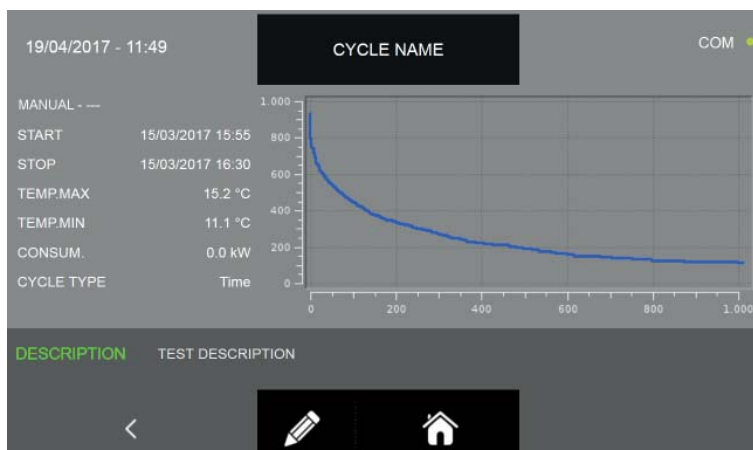 19/04/2017 - 11:49
CYCLE NAME
COM
MANUAL - ---
START 15/03/2017 15:55
STOP 15/03/2017 16:30
TEMP.MAX 15.2 °C
TEMP.MIN 11.1 °C
CONSUM. 0.0 kW
CYCLE TYPE Time
1.000
800
600
400
200
0
0 200 400 600 800 1.000
DESCRIPTION TEST DESCRIPTION